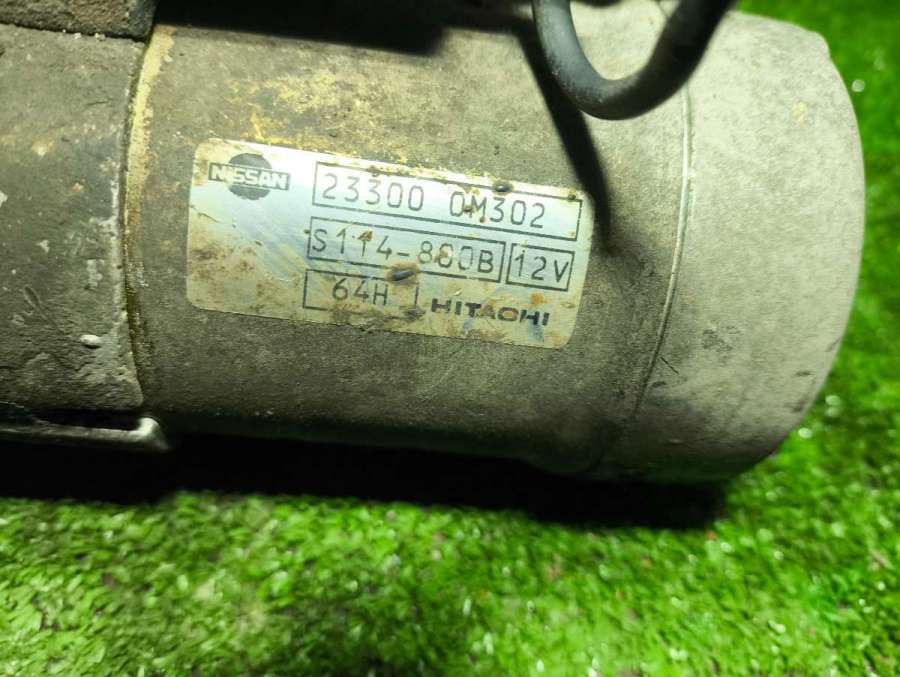 NISSAN 23300 0M302
S114-800B 12V
64H HITACHI